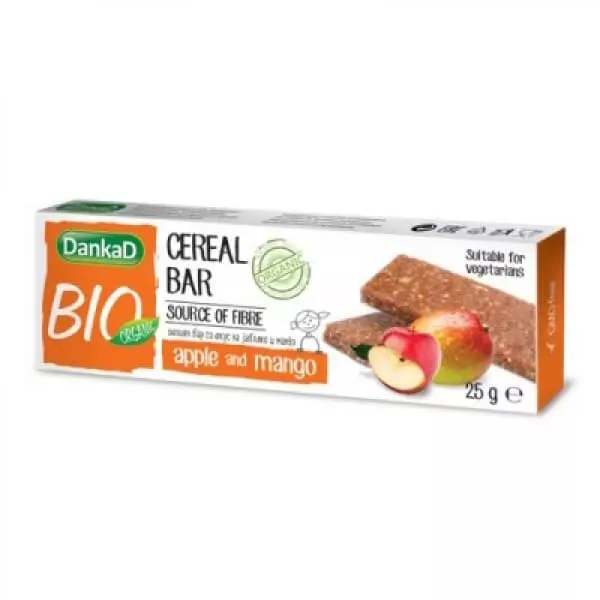 DankaD
BIO
ORGANIC
CEREAL
BAR
ORGANIC
SOURCE OF FIBRE
apple and mango
Suitable for
vegetarians
25 g e